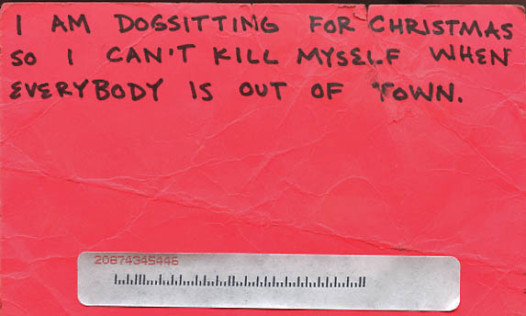 I AM DOGSITTING FOR CHRISTMAS
SO I CAN'T KILL MYSELF WHEN
EVERYBODY IS OUT OF TOWN.
20874345446